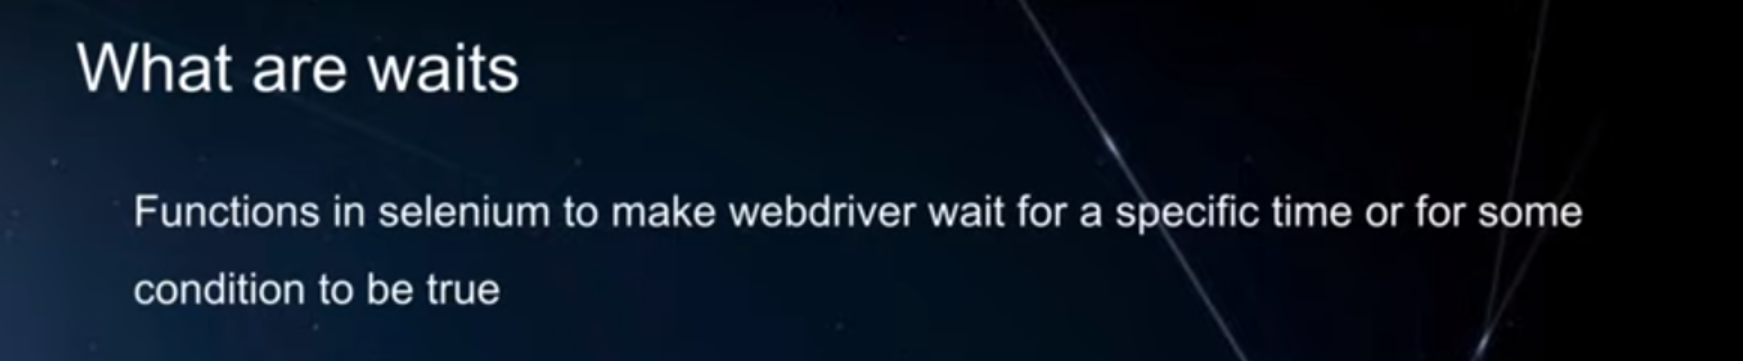 What are waits
Functions in selenium to make webdriver wait for a specific time or for some
condition to be true